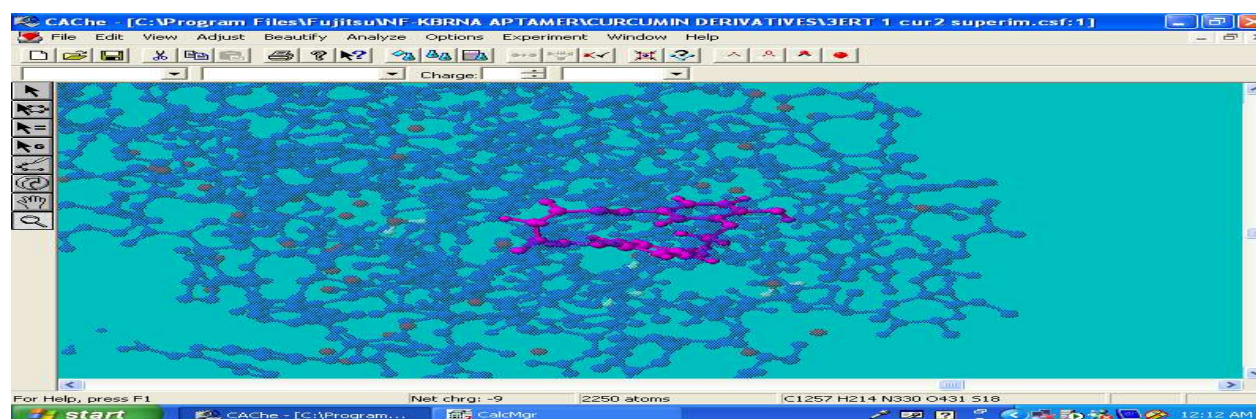 CAChe - [C:\Program Files\Fujitsu\NF-KBRNA APTAMER\CURCUMIN DERIVATIVES\3ERT 1 cur2 superim.csf:1]
File Edit View Adjust Beautify Analyze Options Experiment Window Help
Charge:
For Help, press F1 Net chrg: -9 2250 atoms C1257 H214 N330 O431 S18
start CAChe - [C:\Program... CalcMgr 12:12 AM